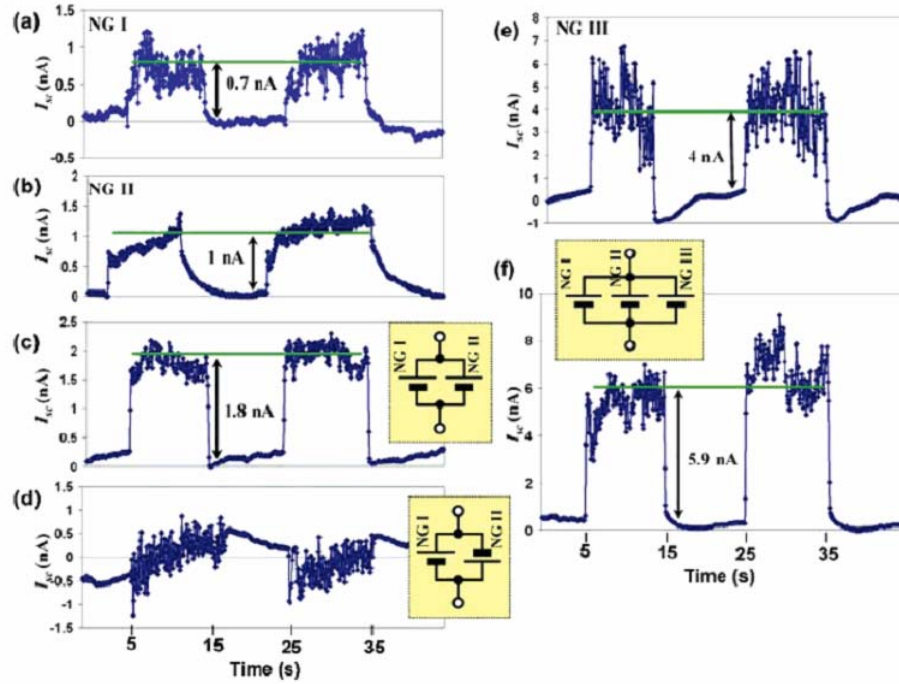 (a)
NG I
I_sc (nA)
1.5
1
0.5
0
-0.5
0.7 nA
(b)
NG II
I_sc (nA)
2
1.5
1
0.5
0
1 nA
(c)
I_sc (nA)
2.5
2
1.5
1
0.5
0
1.8 nA
NG I
NG II
(d)
I_sc (nA)
1.5
1
0.5
0
-0.5
-1
-1.5
NG I
NG II
5 15 25 35
Time (s)
(e)
NG III
I_sc (nA)
8
7
6
5
4
3
2
1
0
-1
4 nA
(f)
NG I
NG II
NG III
I_sc (nA)
10
8
6
4
2
0
5.9 nA
5 15 25 35
Time (s)